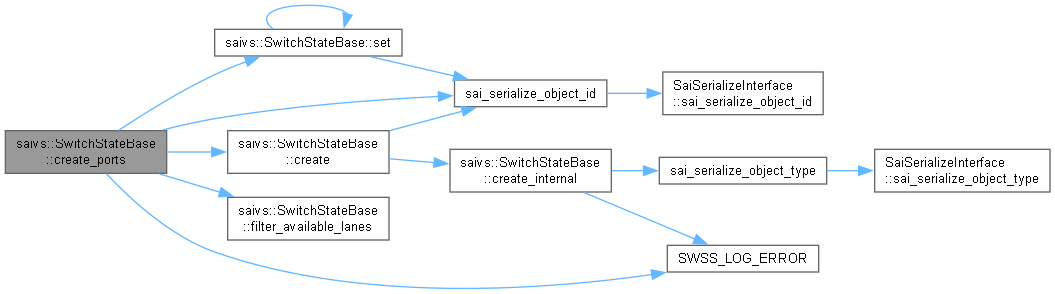 saivs::SwitchStateBase
::create_ports
saivs::SwitchStateBase::set
saivs::SwitchStateBase
::create
saivs::SwitchStateBase
::filter_available_lanes
sai_serialize_object_id
saivs::SwitchStateBase
::create_internal
SaiSerializeInterface
::sai_serialize_object_id
sai_serialize_object_type
SWSS_LOG_ERROR
SaiSerializeInterface
::sai_serialize_object_type